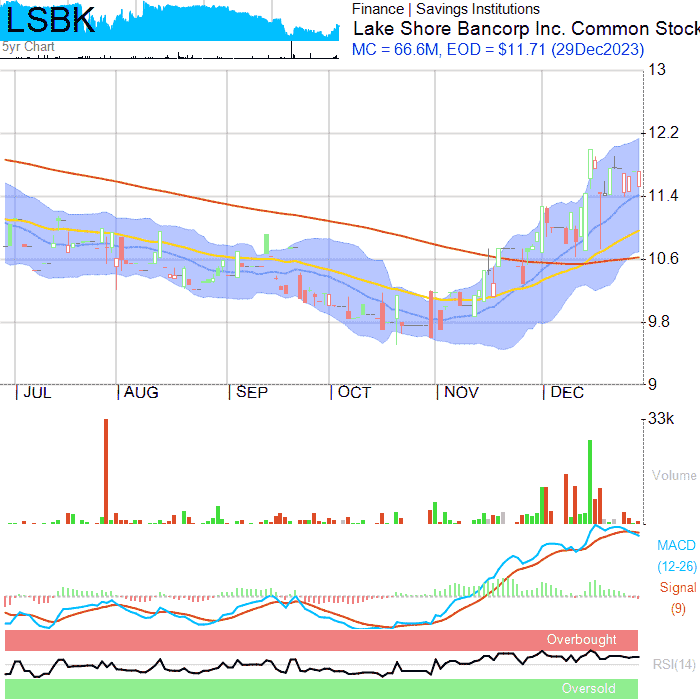 LSBK
5yr Chart
Finance | Savings Institutions
Lake Shore Bancorp Inc. Common Stock
MC = 66.6M, EOD = $11.71 (29Dec2023)
13
12.2
11.4
10.6
9.8
9
JUL AUG SEP OCT NOV DEC
33k
Volume
MACD
(12-26)
Signal
(9)
Overbought
RSI(14)
Oversold